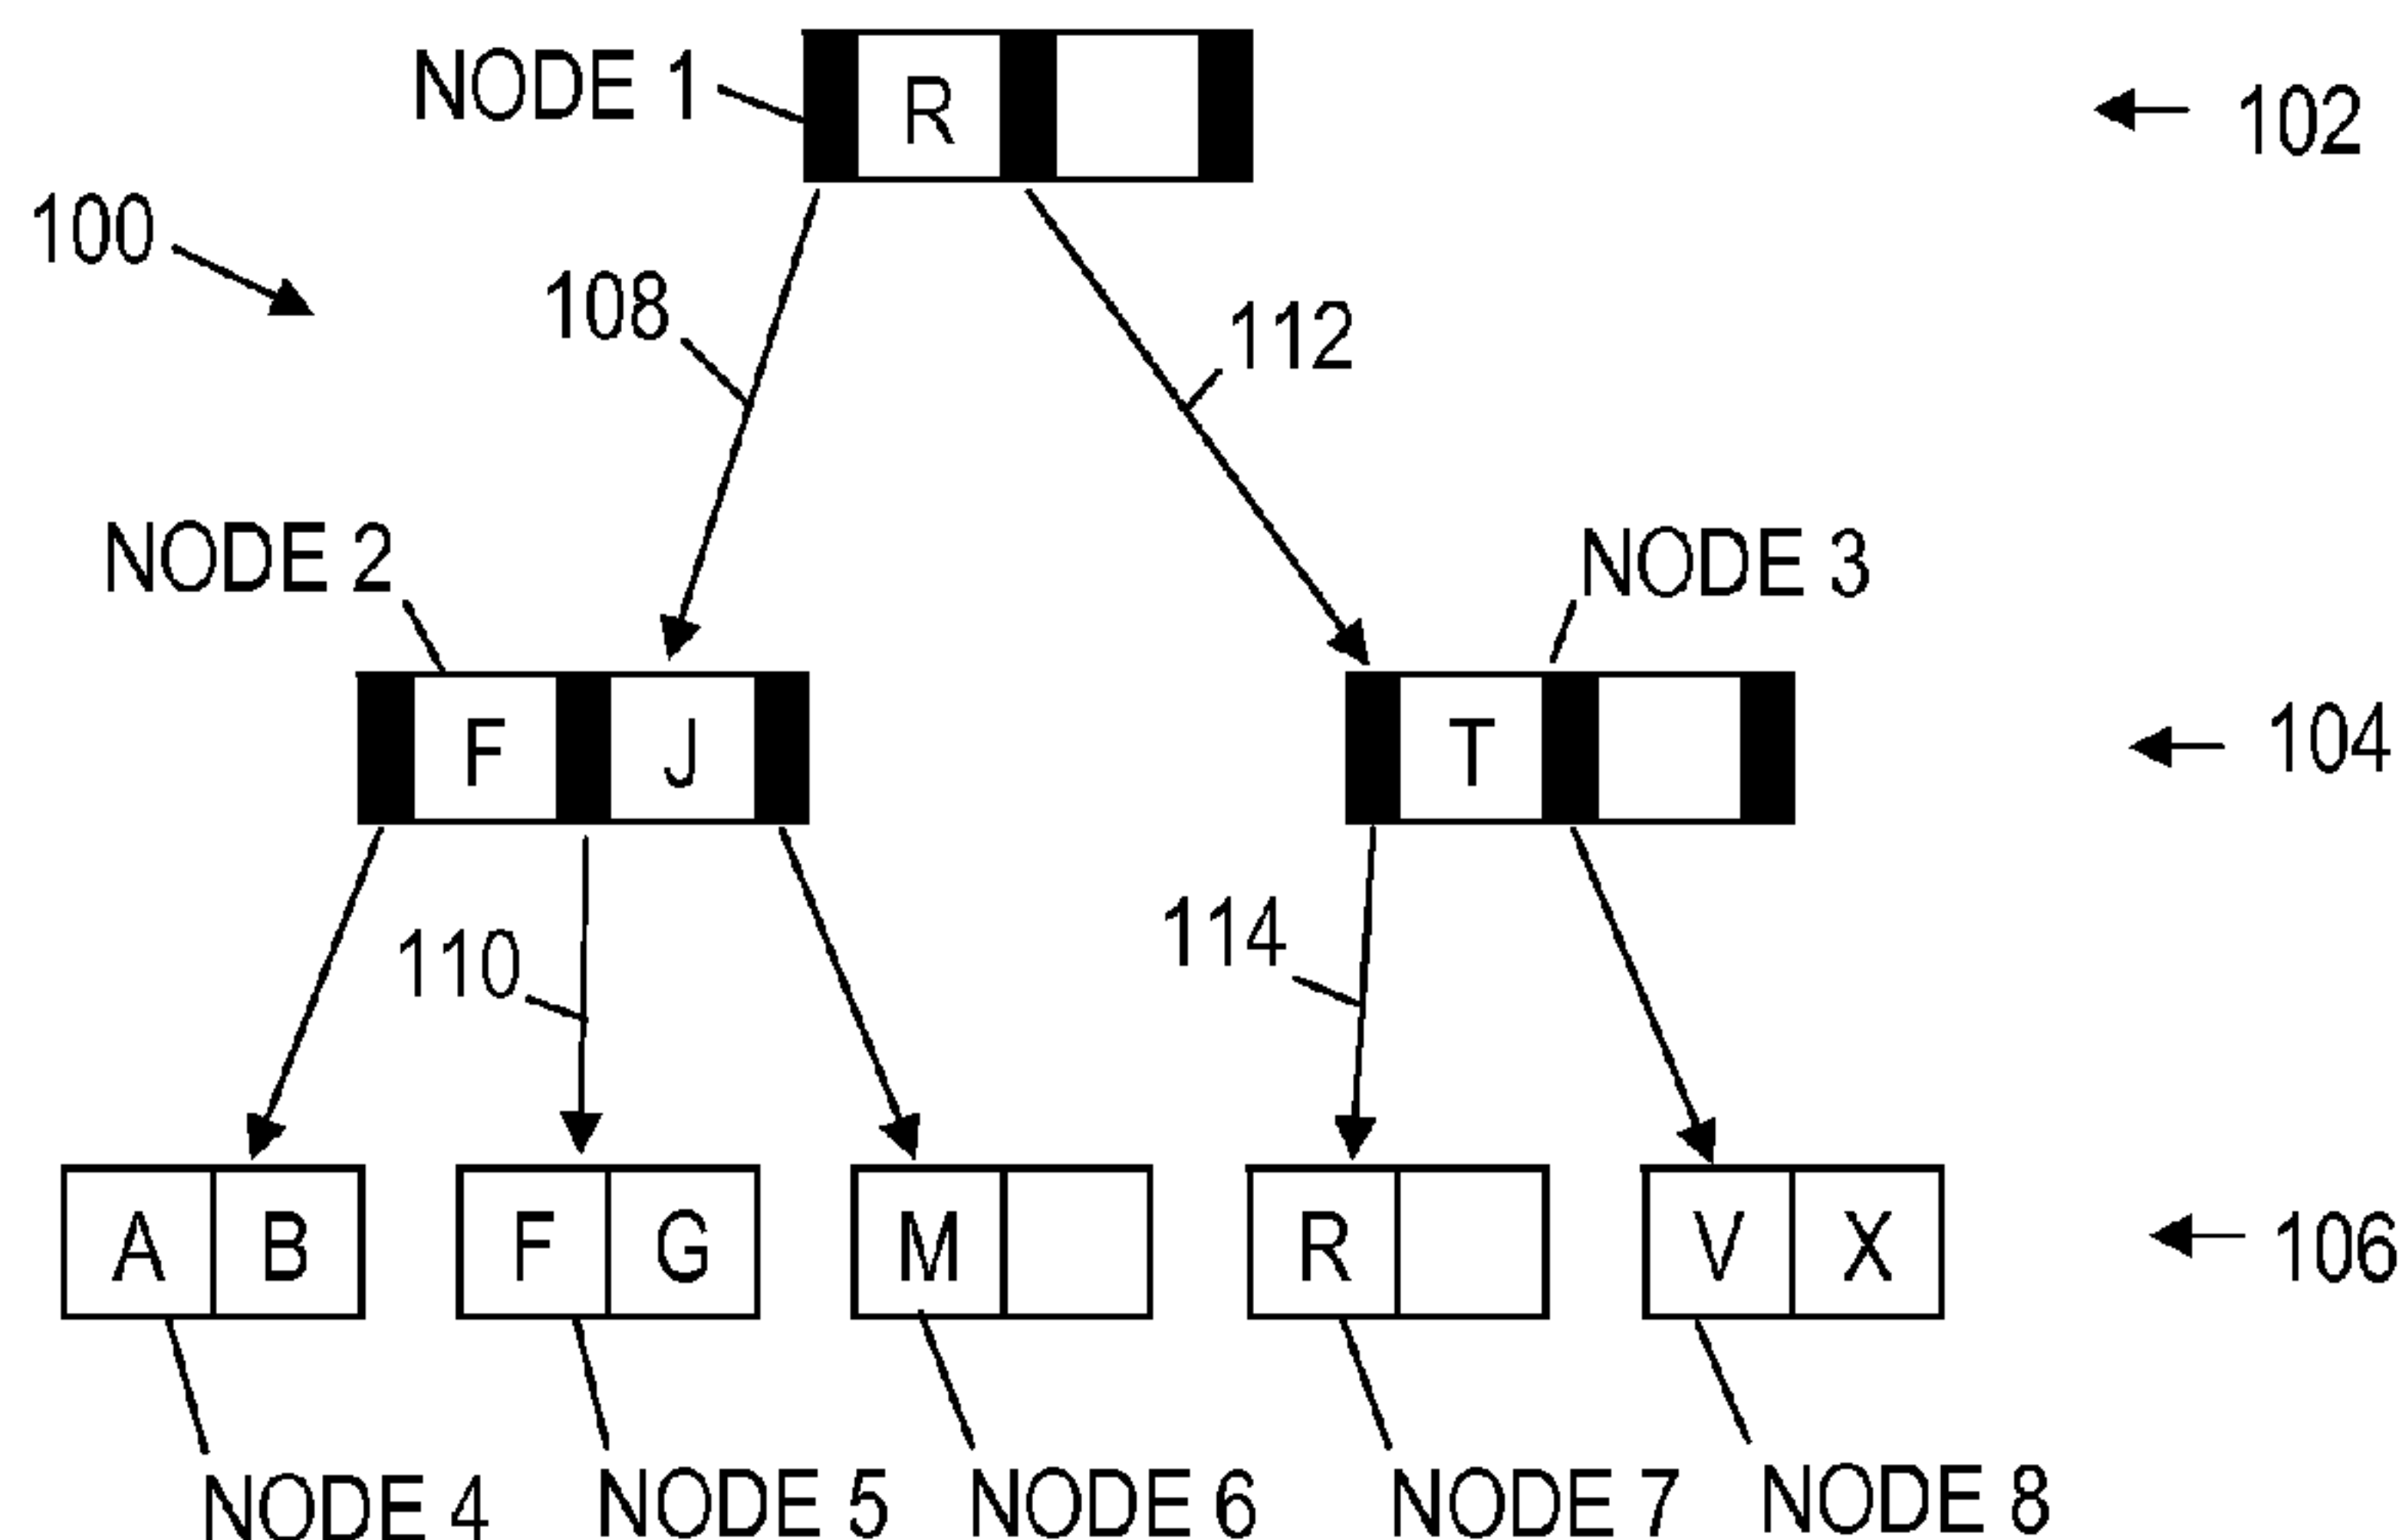 NODE 1
R
102
100
108
112
NODE 2
NODE 3
F J
T
104
110
114
A B
F G
M
R
V X
106
NODE 4
NODE 5
NODE 6
NODE 7
NODE 8